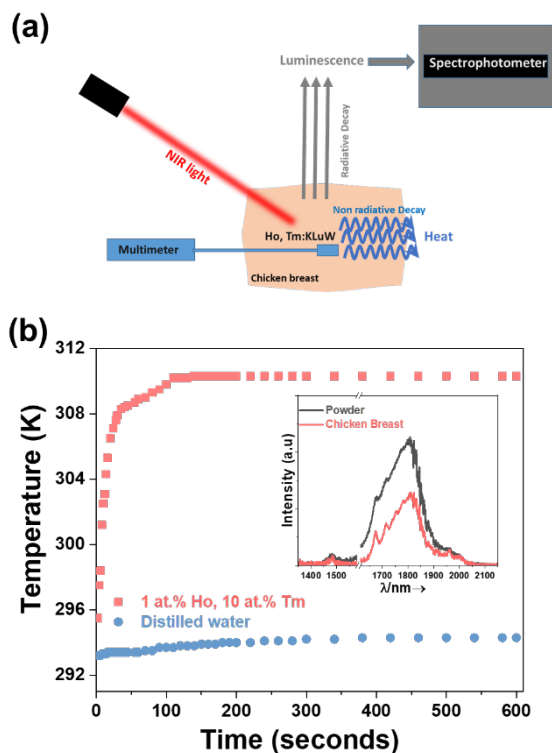 (a)
Luminescence
Spectrophotometer
NIR light
Radiative Decay
Non radiative Decay
Ho, Tm:KLuW
Heat
Multimeter
Chicken breast
(b)
312
308
304
300
296
292
Temperature (K)
Intensity (a.u)
Powder
Chicken Breast
1500 1700 1800 1900 2000 2100
λ/nm→
1 at.% Ho, 10 at.% Tm
Distilled water
0 100 200 300 400 500 600
Time (seconds)